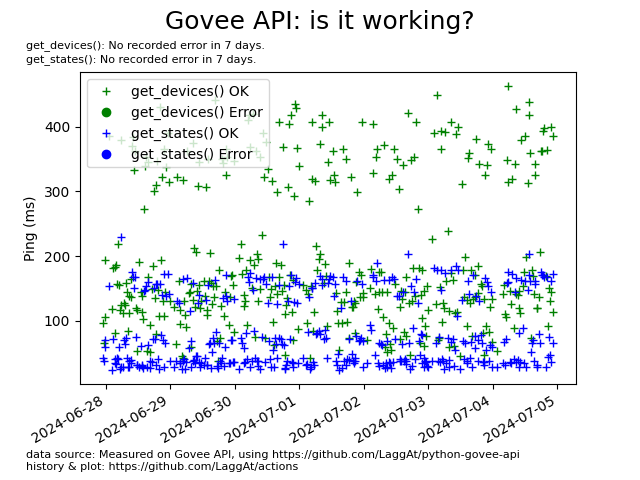 Govee API: is it working?
get_devices(): No recorded error in 7 days.
get_states(): No recorded error in 7 days.
get_devices() OK
get_devices() Error
get_states() OK
get_states() Error
400
300
200
100
Ping (ms)
2024-06-28
2024-06-29
2024-06-30
2024-07-01
2024-07-02
2024-07-03
2024-07-04
2024-07-05
data source: Measured on Govee API, using https://github.com/LaggAt/python-govee-api
history & plot: https://github.com/LaggAt/actions